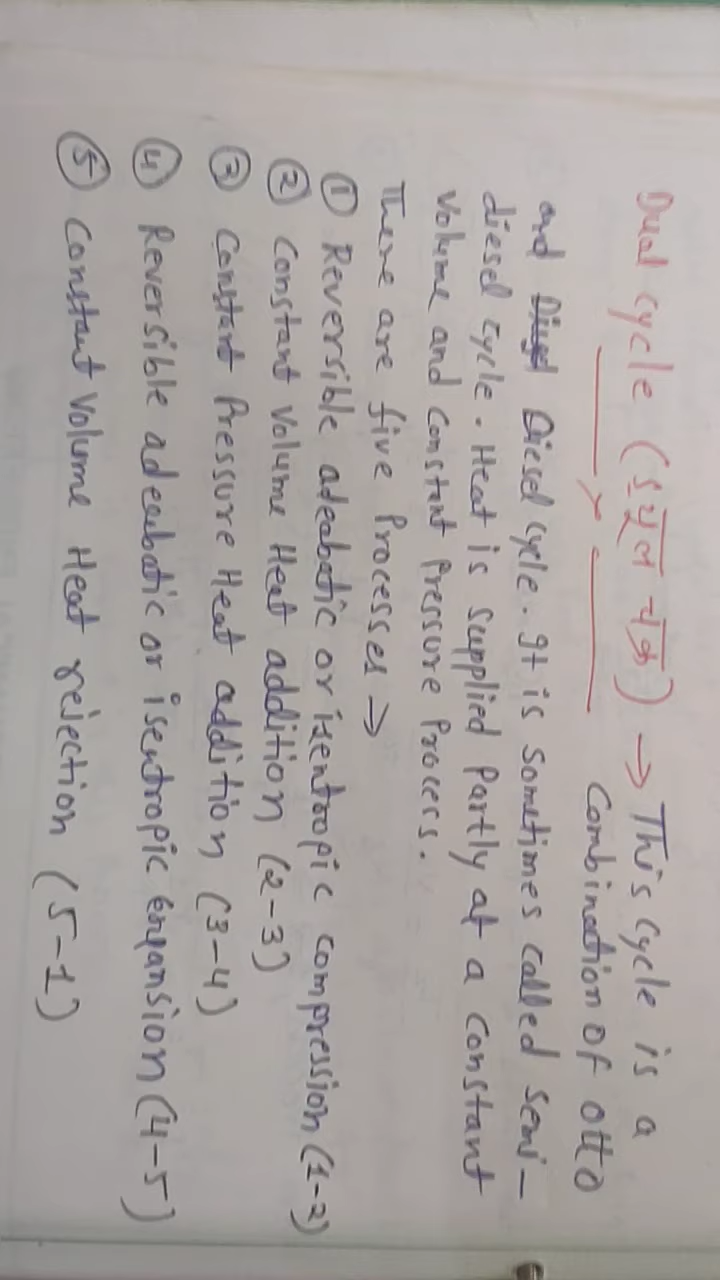 Dual cycle (डयूल चक्र) → This cycle is a
Combination of otto
and Diesel cycle. It is sometimes called semi-
diesel cycle. Heat is supplied Partly at a constant
volume and constant Pressure Process.
There are five Processes →
① Reversible adeabatic or isentropic compression (1-2)
② Constant volume Heat addition (2-3)
③ Constant Pressure Heat addition (3-4)
④ Reversible adeabatic or isentropic expansion (4-5)
⑤ Constant volume Heat rejection (5-1)